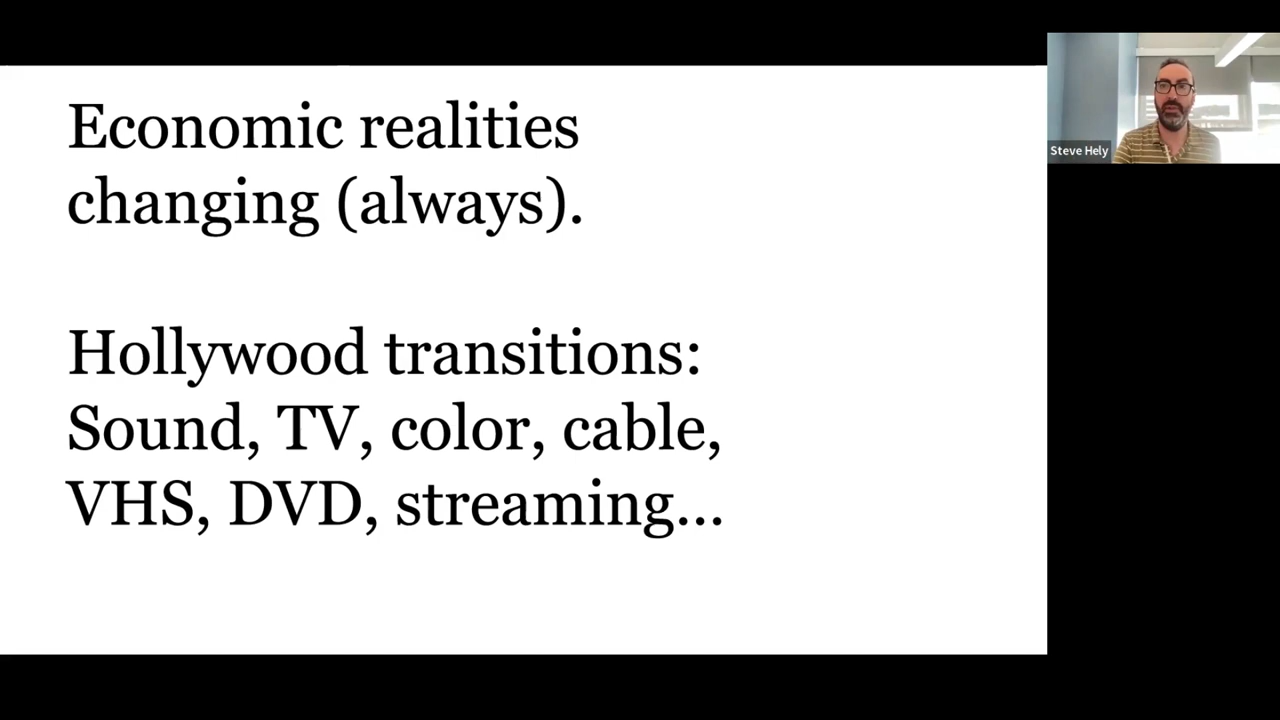 Economic realities
changing (always).
Hollywood transitions:
Sound, TV, color, cable,
VHS, DVD, streaming...
Steve Hely